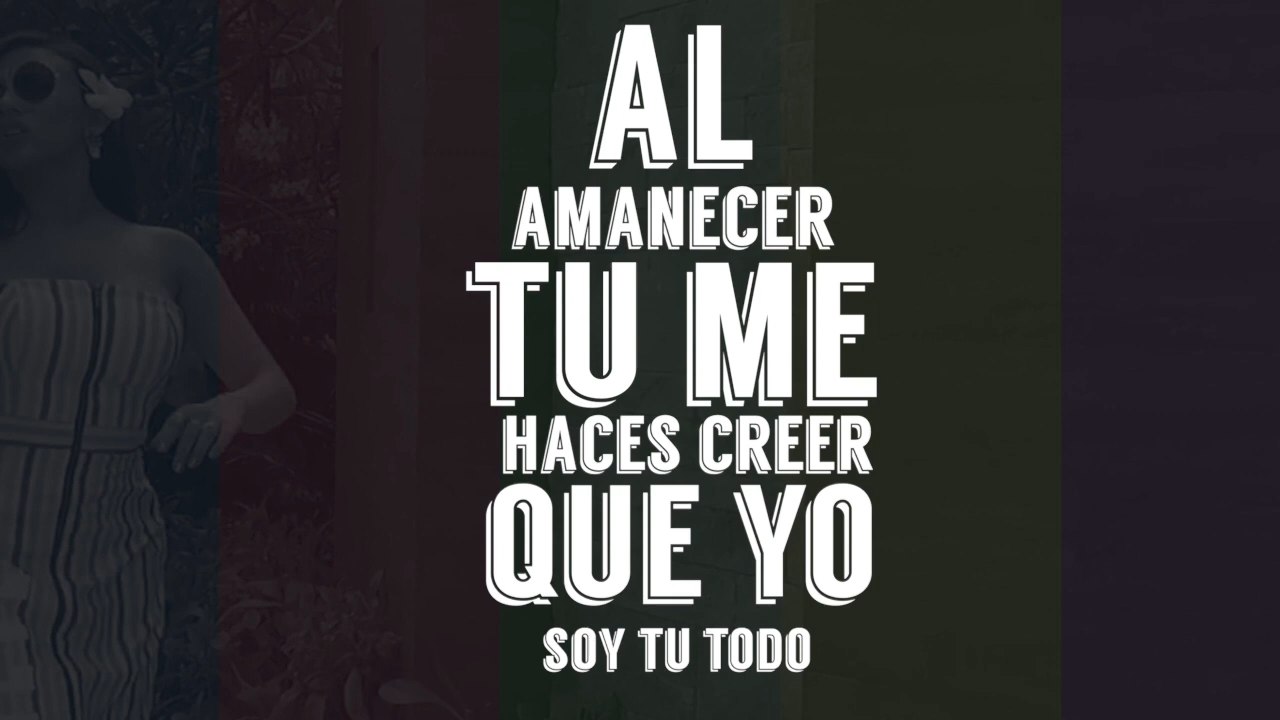 AL
AMANECER
TU ME
HACES CREER
QUE YO
SOY TU TODO